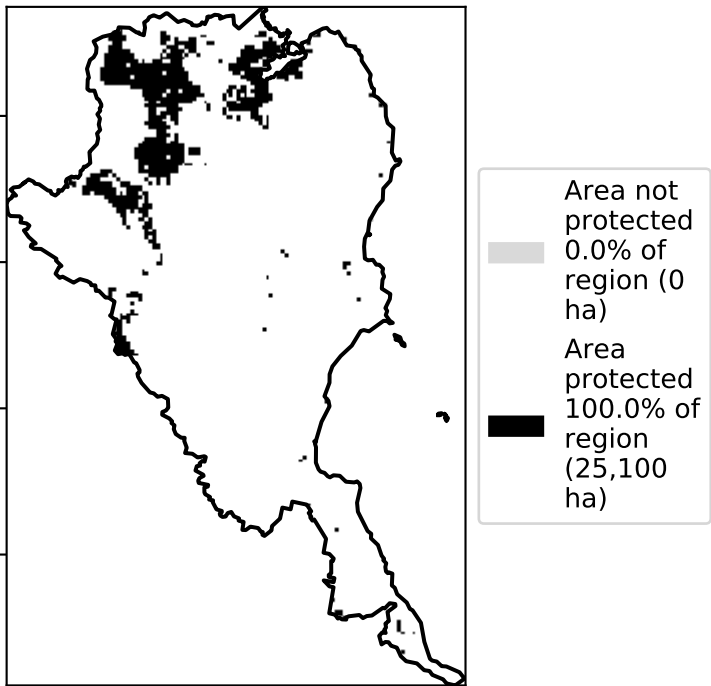 Area not
protected
0.0% of
region (0
ha)
Area
protected
100.0% of
region
(25,100
ha)